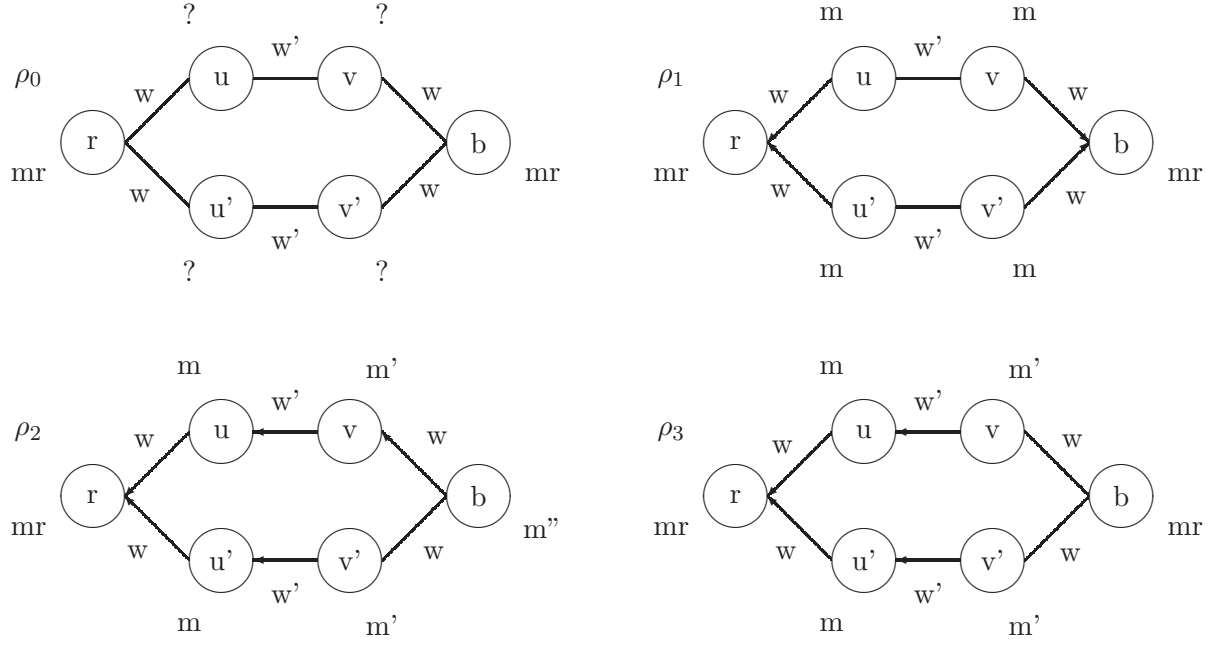 ? ? m m
w' w'
ρ₀ u v ρ₁ u v
w w w w
r b r b
mr w w mr mr w w mr
u' v' u' v'
w' w'
? ? m m
m m' m m'
w' w'
ρ₂ u v ρ₃ u v
w w w w
r b r b
mr w w m" mr w w mr
u' v' u' v'
w' w'
m m' m m'